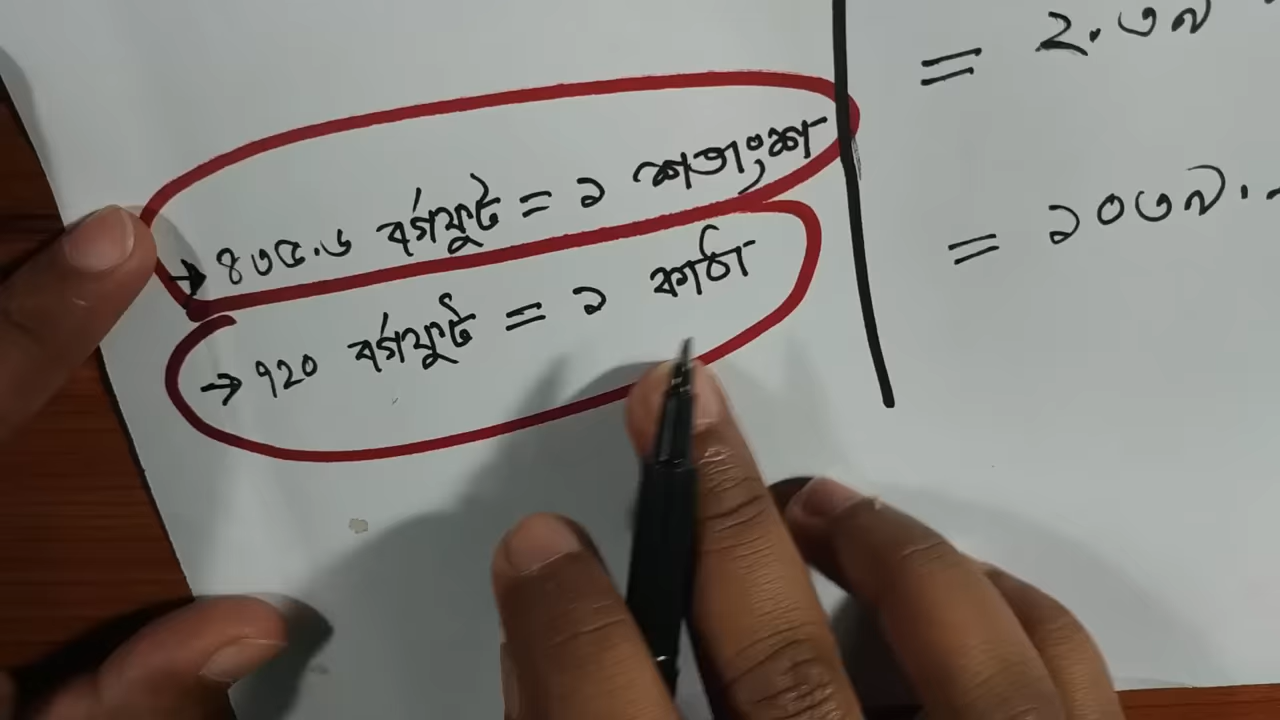 → ৪৩৫.৬ বর্গফুট = ১ শতাংশ
→ ৭২০ বর্গফুট = ১ কাঠা
= ২.৩৯
= ১০৩৯.